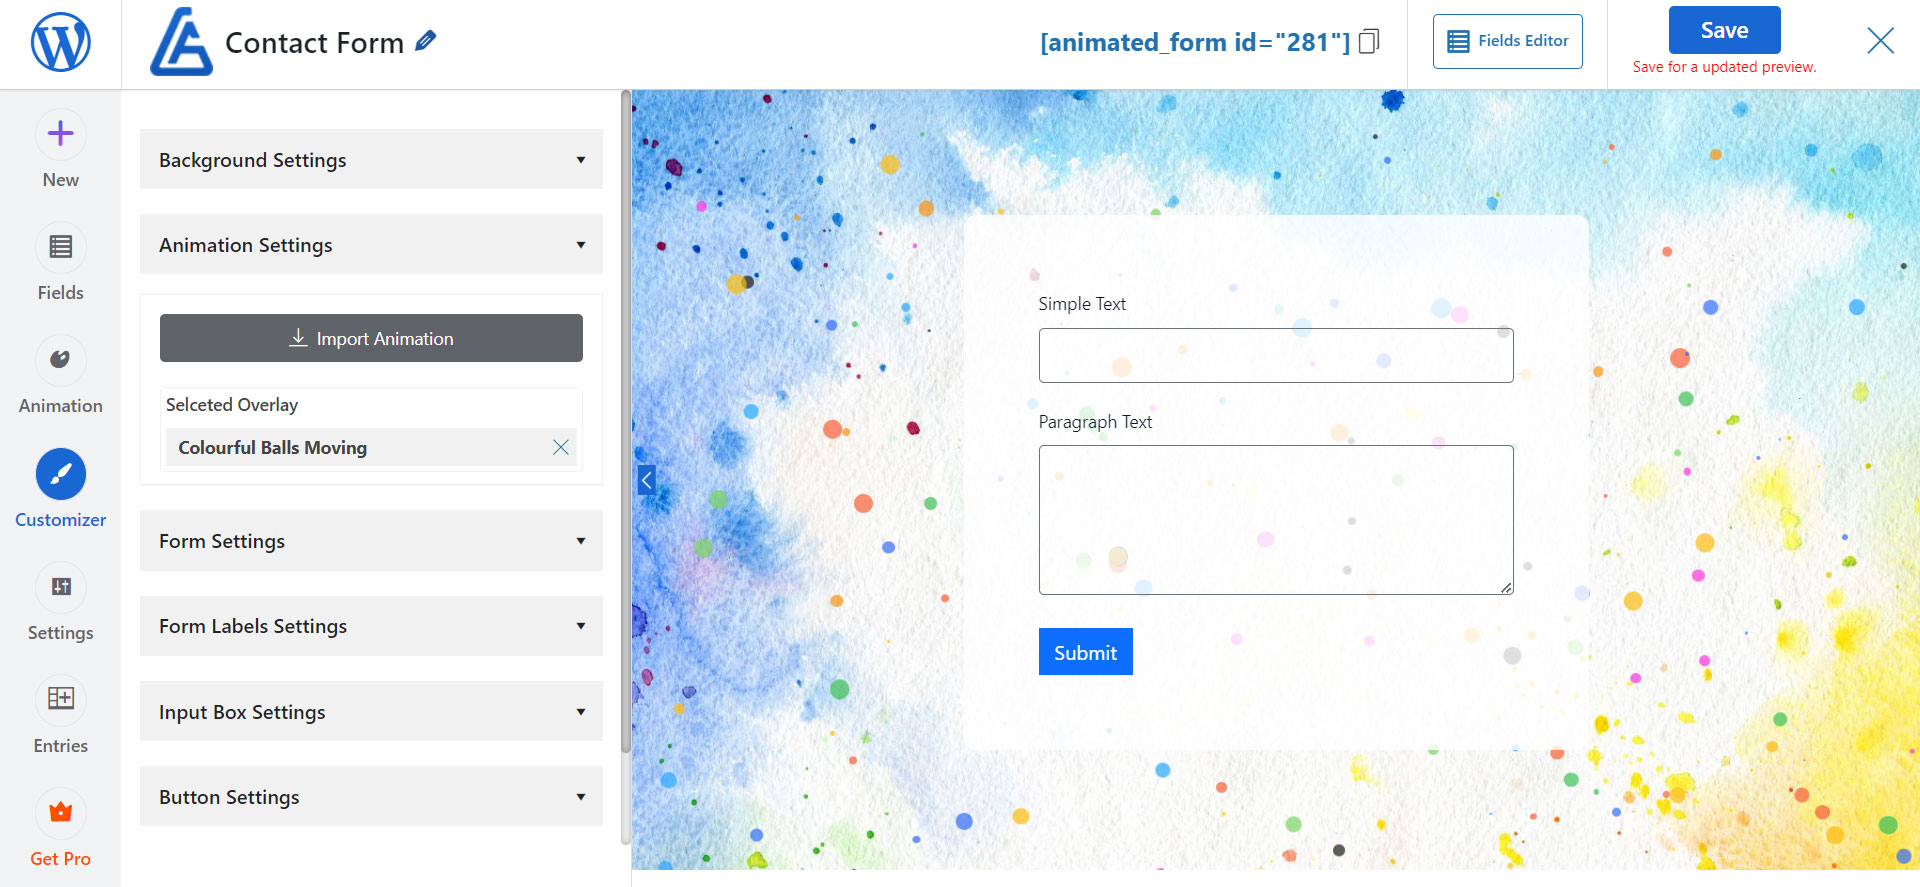 Contact Form
[animated_form id="281"]
Fields Editor
Save
Save for a updated preview.
New
Fields
Animation
Customizer
Settings
Entries
Get Pro
Background Settings
Animation Settings
Import Animation
Selceted Overlay
Colourful Balls Moving
Form Settings
Form Labels Settings
Input Box Settings
Button Settings
Simple Text
Paragraph Text
Submit